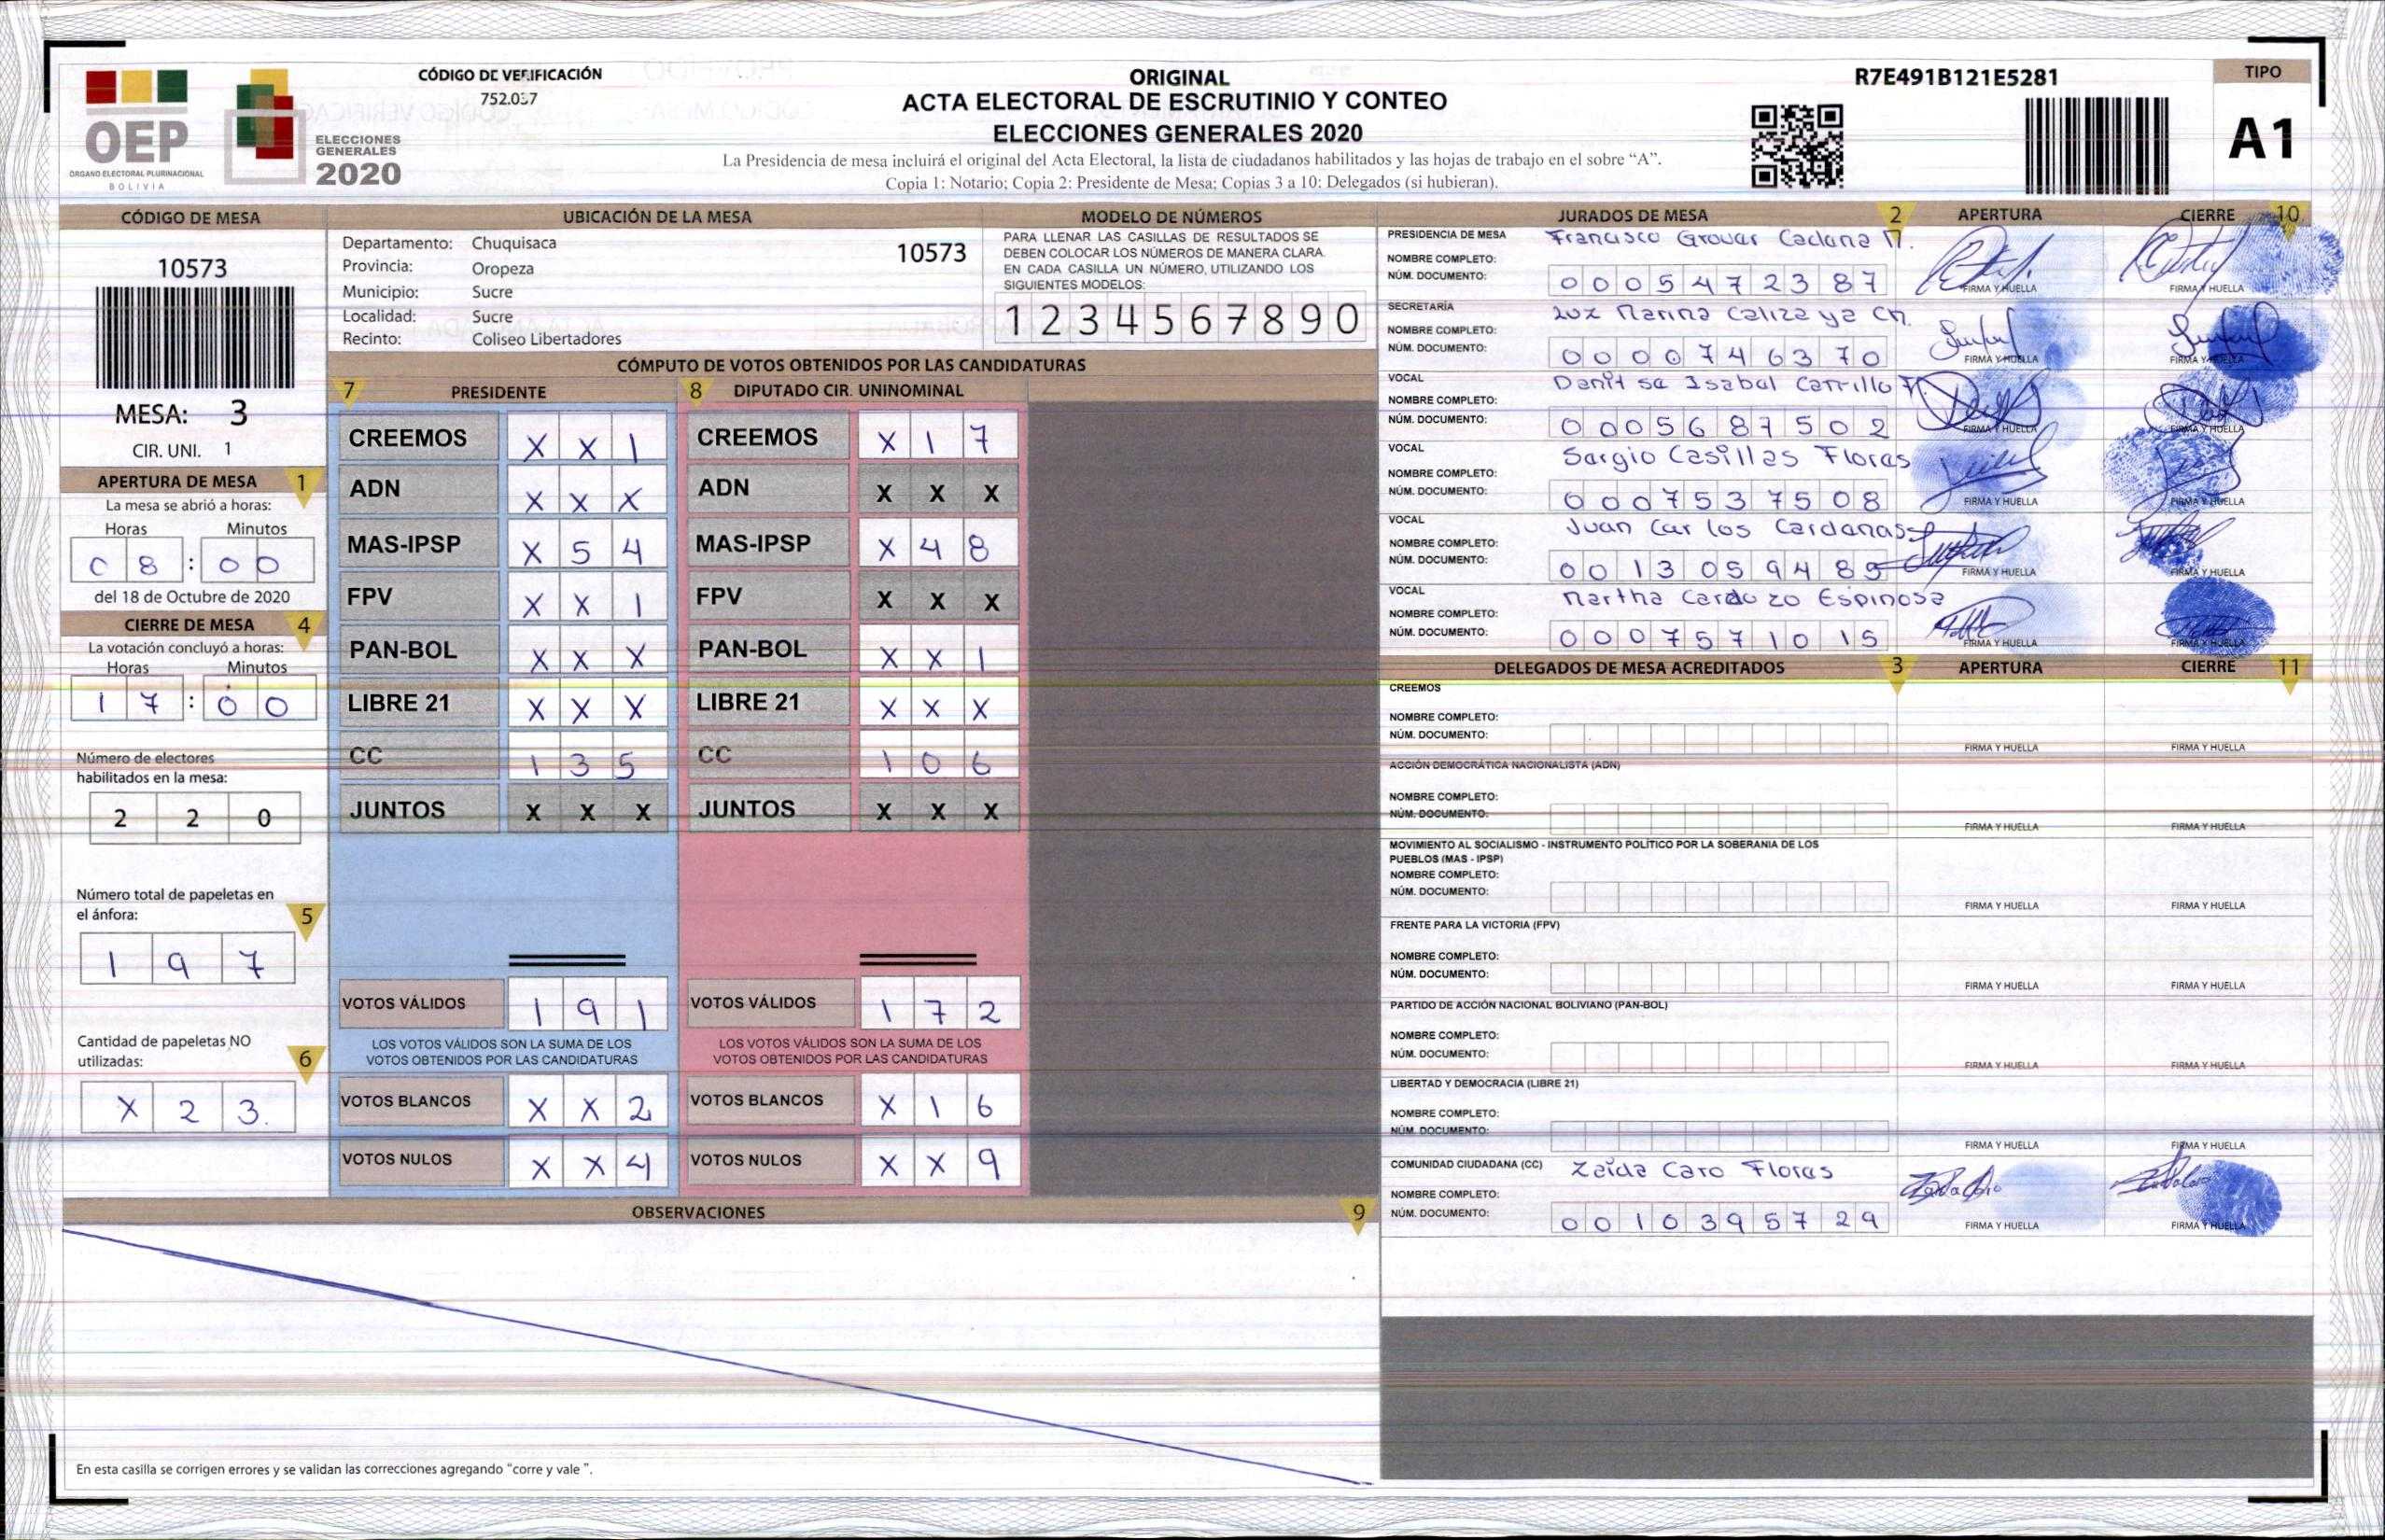 OEP
ÓRGANO ELECTORAL PLURINACIONAL
BOLIVIA
ELECCIONES
GENERALES
2020
CÓDIGO DE VERIFICACIÓN
ORIGINAL
ACTA ELECTORAL DE ESCRUTINIO Y CONTEO
ELECCIONES GENERALES 2020
La Presidencia de mesa incluirá el original del Acta Electoral, la lista de ciudadanos habilitados y las hojas de trabajo en el sobre “A”.
Copia 1: Notario; Copia 2: Presidente de Mesa; Copias 3 a 10: Delegados (si hubieran).
R7E491B121E5281
TIPO
A1
CÓDIGO DE MESA
10573
MESA: 3
CIR. UNI. 1
APERTURA DE MESA 1
La mesa se abrió a horas:
Horas Minutos
0 8 : 0 0
del 18 de Octubre de 2020
CIERRE DE MESA 4
La votación concluyó a horas:
Horas Minutos
1 7 : 0 0
Número de electores
habilitados en la mesa:
2 2 0
Número total de papeletas en
el ánfora: 5
1 9 7
Cantidad de papeletas NO
utilizadas: 6
X 2 3
UBICACIÓN DE LA MESA
Departamento: Chuquisaca 10573
Provincia: Oropeza
Municipio: Sucre
Localidad: Sucre
Recinto: Coliseo Libertadores
MODELO DE NÚMEROS
PARA LLENAR LAS CASILLAS DE RESULTADOS SE
DEBEN COLOCAR LOS NÚMEROS DE MANERA CLARA.
EN CADA CASILLA UN NÚMERO, UTILIZANDO LOS
SIGUIENTES MODELOS:
1 2 3 4 5 6 7 8 9 0
CÓMPUTO DE VOTOS OBTENIDOS POR LAS CANDIDATURAS
7 PRESIDENTE 8 DIPUTADO CIR. UNINOMINAL
CREEMOS X X 1 CREEMOS X 1 7
ADN X X X ADN X X X
MAS-IPSP X 5 4 MAS-IPSP X 4 8
FPV X X 1 FPV X X X
PAN-BOL X X X PAN-BOL X X 1
LIBRE 21 X X X LIBRE 21 X X X
CC 1 3 5 CC 1 0 6
JUNTOS X X X JUNTOS X X X
VOTOS VÁLIDOS 1 9 1 VOTOS VÁLIDOS 1 7 2
LOS VOTOS VÁLIDOS SON LA SUMA DE LOS LOS VOTOS VÁLIDOS SON LA SUMA DE LOS
VOTOS OBTENIDOS POR LAS CANDIDATURAS VOTOS OBTENIDOS POR LAS CANDIDATURAS
VOTOS BLANCOS X X 2 VOTOS BLANCOS X 1 6
VOTOS NULOS X X 4 VOTOS NULOS X X 9
OBSERVACIONES 9
En esta casilla se corrigen errores y se validan las correcciones agregando “corre y vale ”.
JURADOS DE MESA 2 APERTURA CIERRE 10
PRESIDENCIA DE MESA Francisco Grover Cadena M.
NOMBRE COMPLETO:
NÚM. DOCUMENTO: 0 0 0 5 4 7 2 3 8 7 FIRMA Y HUELLA FIRMA Y HUELLA
SECRETARÍA Luz Marina Calizaya Ch.
NOMBRE COMPLETO:
NÚM. DOCUMENTO: 0 0 0 0 7 4 6 3 7 0 FIRMA Y HUELLA FIRMA Y HUELLA
VOCAL Danitsa Isabel Carrillo
NOMBRE COMPLETO:
NÚM. DOCUMENTO: 0 0 0 5 6 8 7 5 0 2 FIRMA Y HUELLA FIRMA Y HUELLA
VOCAL Sergio Casillas Flores
NOMBRE COMPLETO:
NÚM. DOCUMENTO: 0 0 0 7 5 3 7 5 0 8 FIRMA Y HUELLA FIRMA Y HUELLA
VOCAL Juan Carlos Cardenas
NOMBRE COMPLETO:
NÚM. DOCUMENTO: 0 0 1 3 0 5 9 4 8 9 FIRMA Y HUELLA FIRMA Y HUELLA
VOCAL Martha Cardozo Espinosa
NOMBRE COMPLETO:
NÚM. DOCUMENTO: 0 0 0 7 5 7 1 0 1 5 FIRMA Y HUELLA FIRMA Y HUELLA
DELEGADOS DE MESA ACREDITADOS 3 APERTURA CIERRE 11
CREEMOS
NOMBRE COMPLETO:
NÚM. DOCUMENTO: FIRMA Y HUELLA FIRMA Y HUELLA
ACCIÓN DEMOCRÁTICA NACIONALISTA (ADN)
NOMBRE COMPLETO:
NÚM. DOCUMENTO: FIRMA Y HUELLA FIRMA Y HUELLA
MOVIMIENTO AL SOCIALISMO - INSTRUMENTO POLÍTICO POR LA SOBERANIA DE LOS
PUEBLOS (MAS - IPSP)
NOMBRE COMPLETO:
NÚM. DOCUMENTO: FIRMA Y HUELLA FIRMA Y HUELLA
FRENTE PARA LA VICTORIA (FPV)
NOMBRE COMPLETO:
NÚM. DOCUMENTO: FIRMA Y HUELLA FIRMA Y HUELLA
PARTIDO DE ACCIÓN NACIONAL BOLIVIANO (PAN-BOL)
NOMBRE COMPLETO:
NÚM. DOCUMENTO: FIRMA Y HUELLA FIRMA Y HUELLA
LIBERTAD Y DEMOCRACIA (LIBRE 21)
NOMBRE COMPLETO:
NÚM. DOCUMENTO: FIRMA Y HUELLA FIRMA Y HUELLA
COMUNIDAD CIUDADANA (CC) Zaida Caro Flores
NOMBRE COMPLETO:
NÚM. DOCUMENTO: 0 0 1 0 3 9 5 7 2 9 FIRMA Y HUELLA FIRMA Y HUELLA